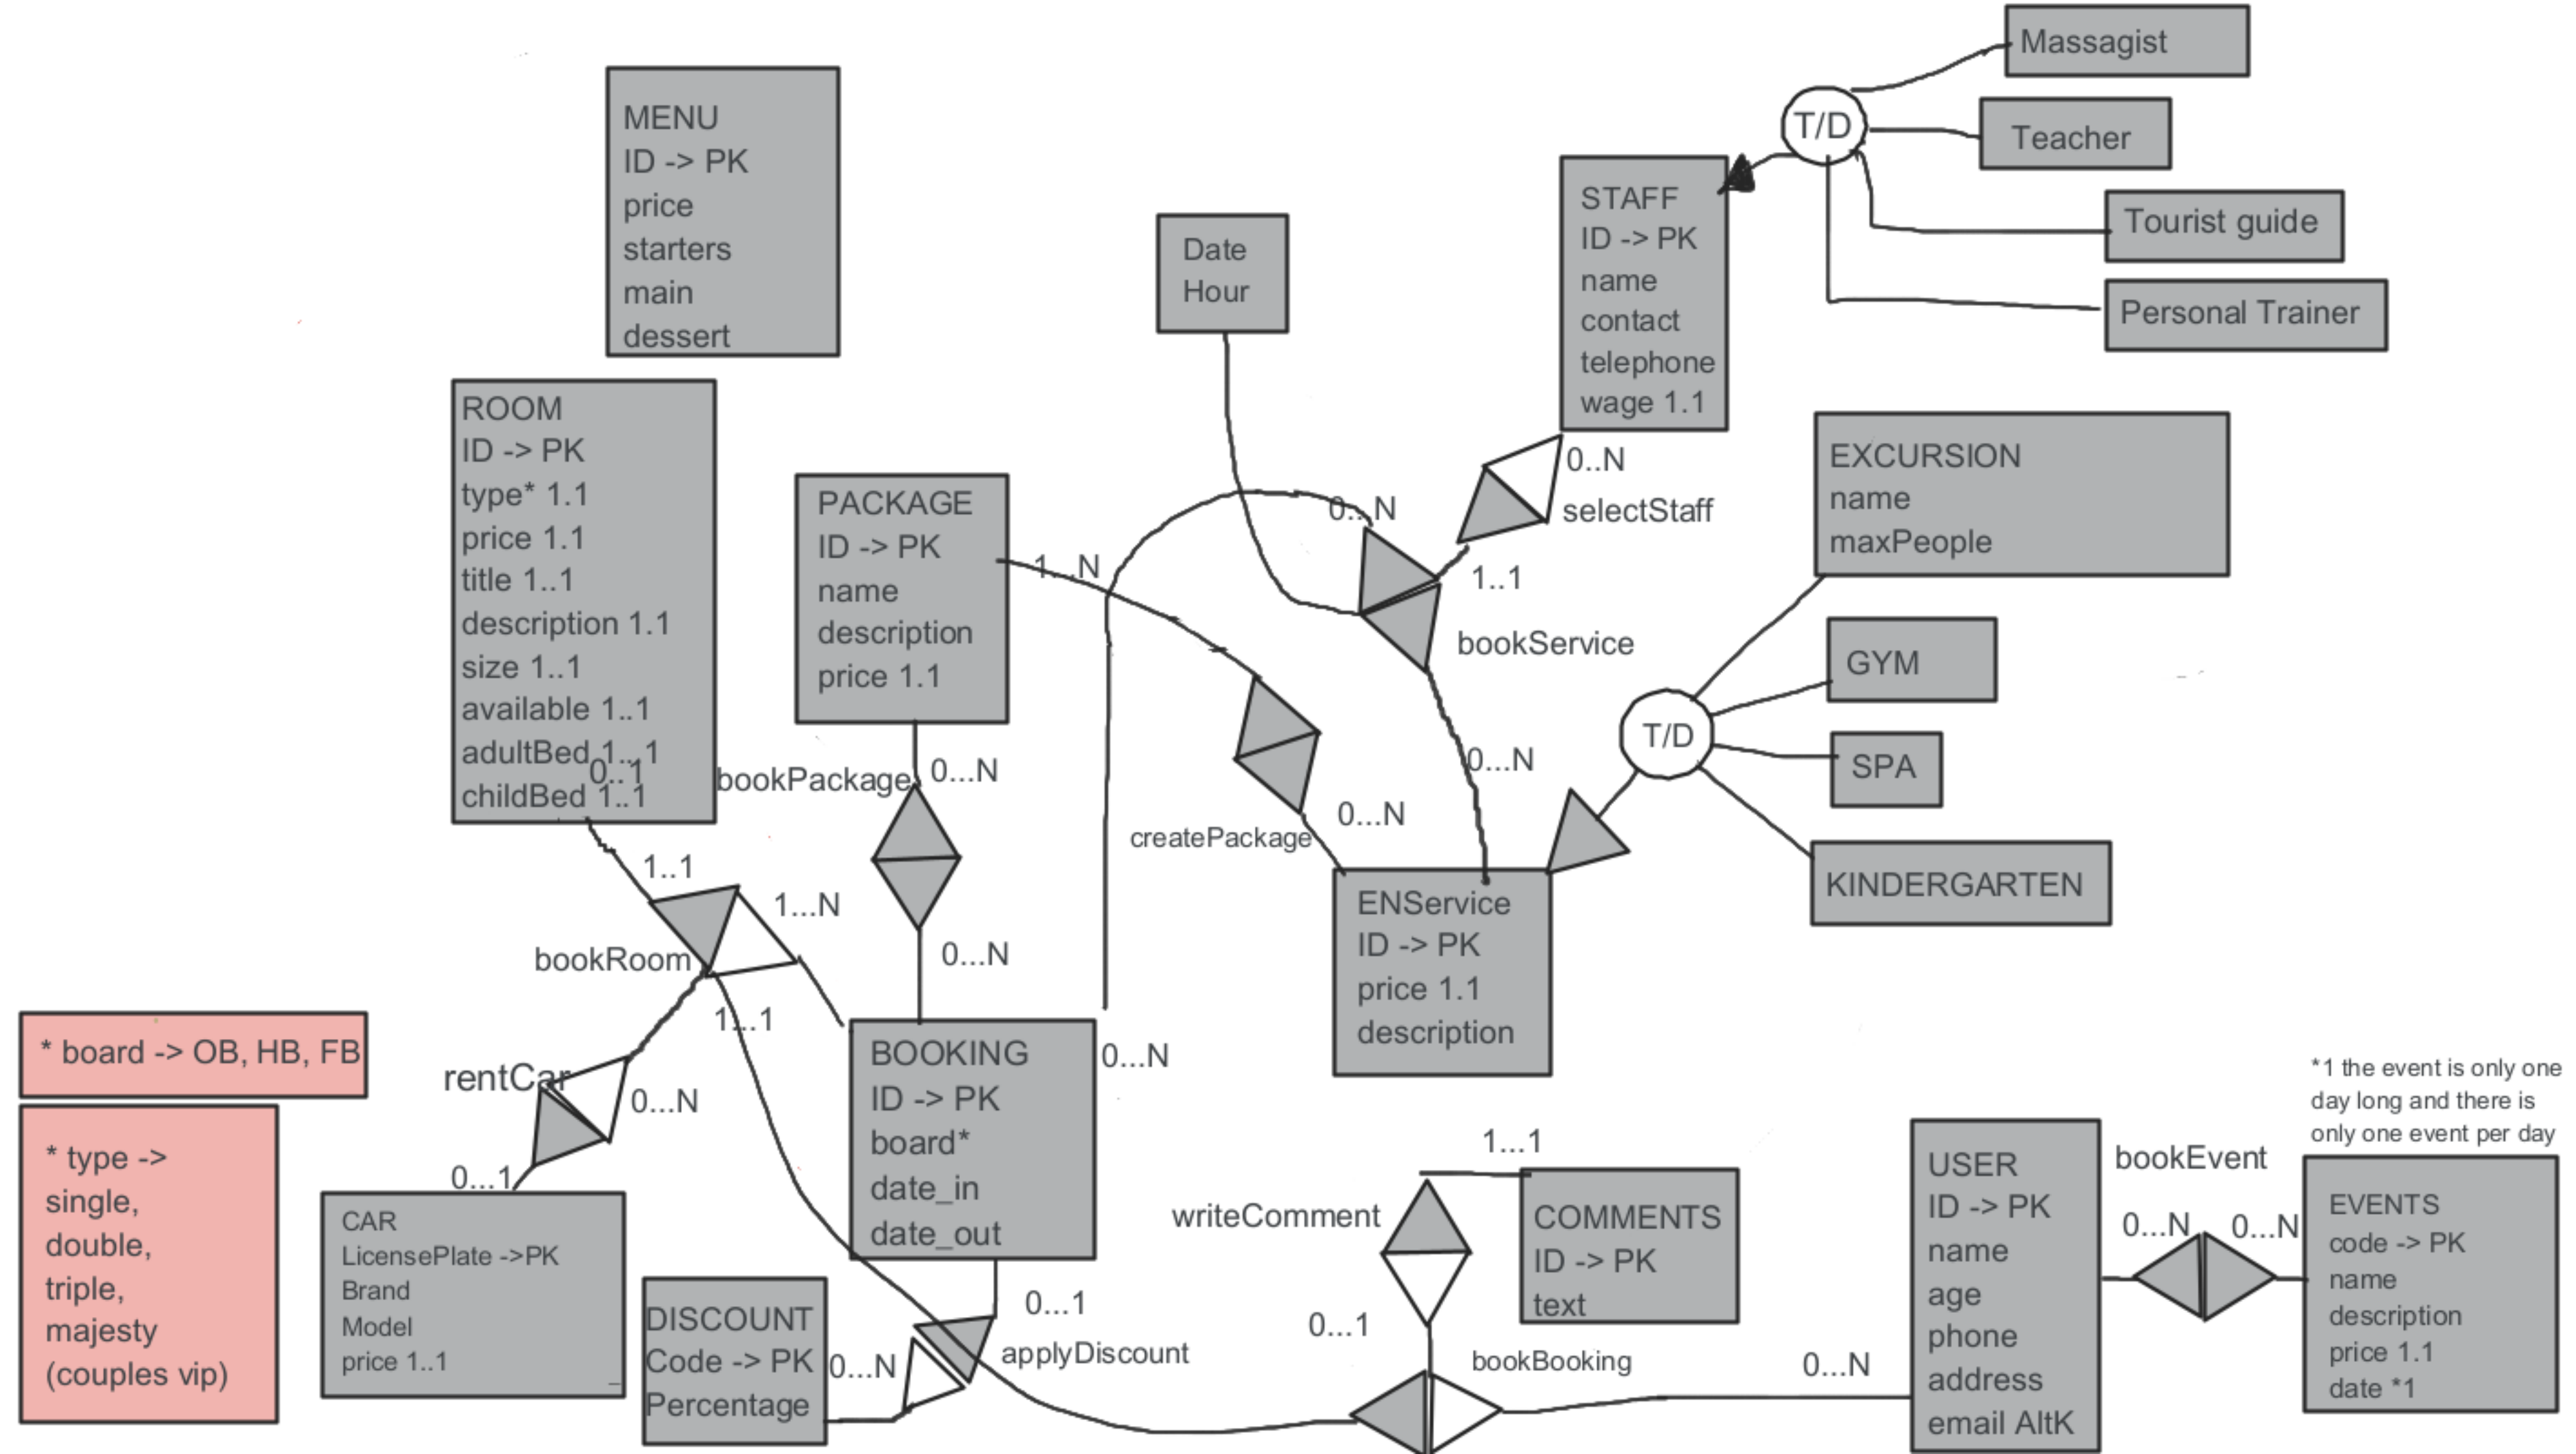 Massagist
T/D
Teacher
Tourist guide
Personal Trainer
MENU
ID -> PK
price
starters
main
dessert
Date
Hour
STAFF
ID -> PK
name
contact
telephone
wage 1.1
0..N
selectStaff
1..1
ROOM
ID -> PK
type* 1.1
price 1.1
title 1..1
description 1.1
size 1..1
available 1..1
adultBed 1...1
0..1
childBed 1..1
PACKAGE
ID -> PK
name
description
price 1.1
1...N
0...N
bookService
0...N
EXCURSION
name
maxPeople
GYM
T/D
SPA
KINDERGARTEN
bookPackage
0...N
0...N
createPackage
0...N
ENService
ID -> PK
price 1.1
description
1..1
1...N
bookRoom
1...1
rentCar
0...N
0...1
* board -> OB, HB, FB
* type ->
single,
double,
triple,
majesty
(couples vip)
CAR
LicensePlate ->PK
Brand
Model
price 1..1
BOOKING
ID -> PK
board*
date_in
date_out
0...N
DISCOUNT
Code -> PK
Percentage
0...N
0...1
applyDiscount
writeComment
1...1
COMMENTS
ID -> PK
text
0...1
bookBooking
0...N
USER
ID -> PK
name
age
phone
address
email AltK
bookEvent
0...N
0...N
*1 the event is only one
day long and there is
only one event per day
EVENTS
code -> PK
name
description
price 1.1
date *1